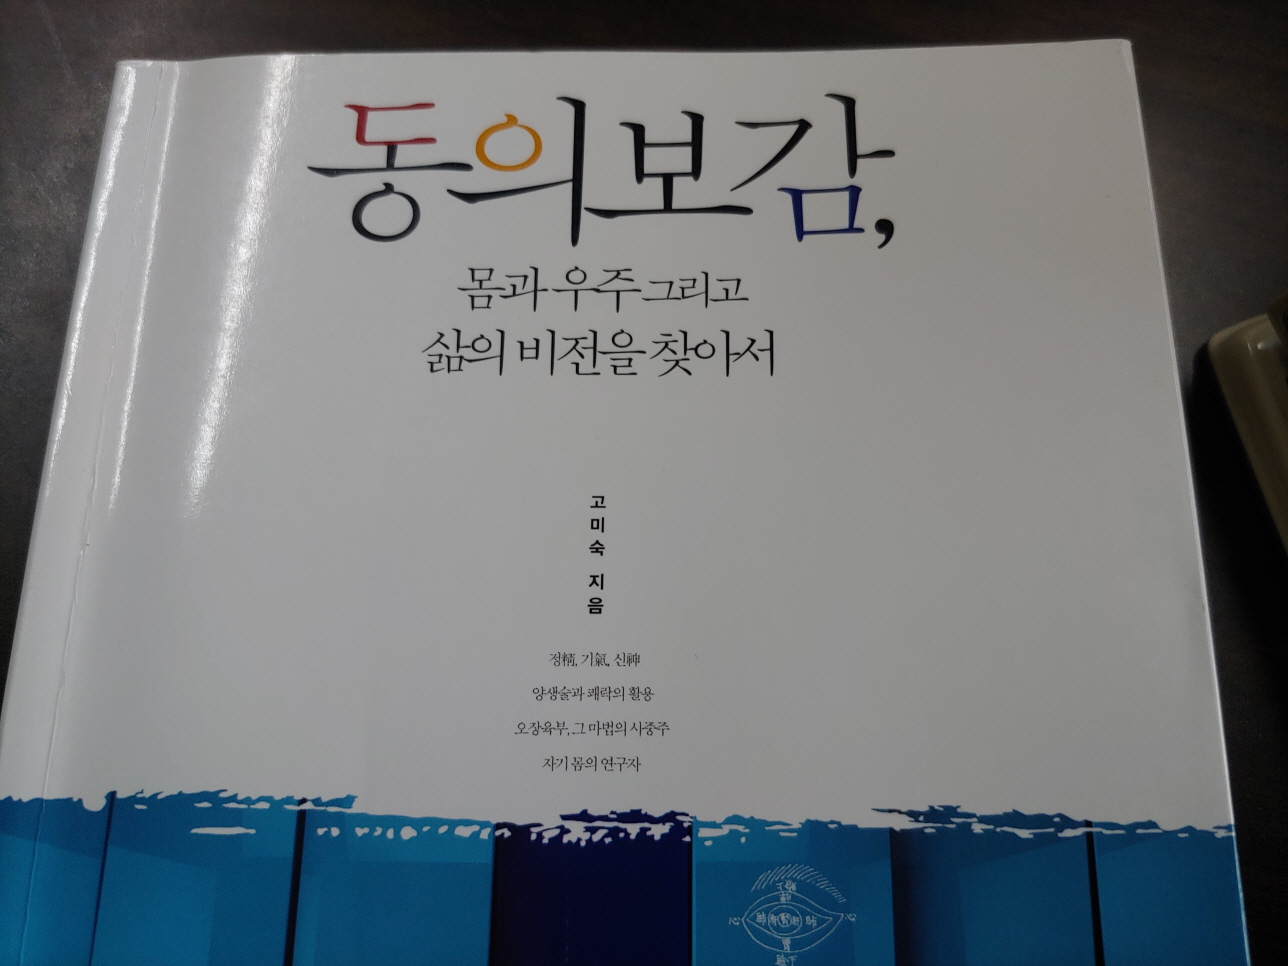 동의보감,
몸과 우주 그리고
삶의 비전을 찾아서
고미숙 지음
정精, 기氣, 신神
양생술과 쾌락의 활용
오장육부, 그 마법의 사중주
자기 몸의 연구자
心 心